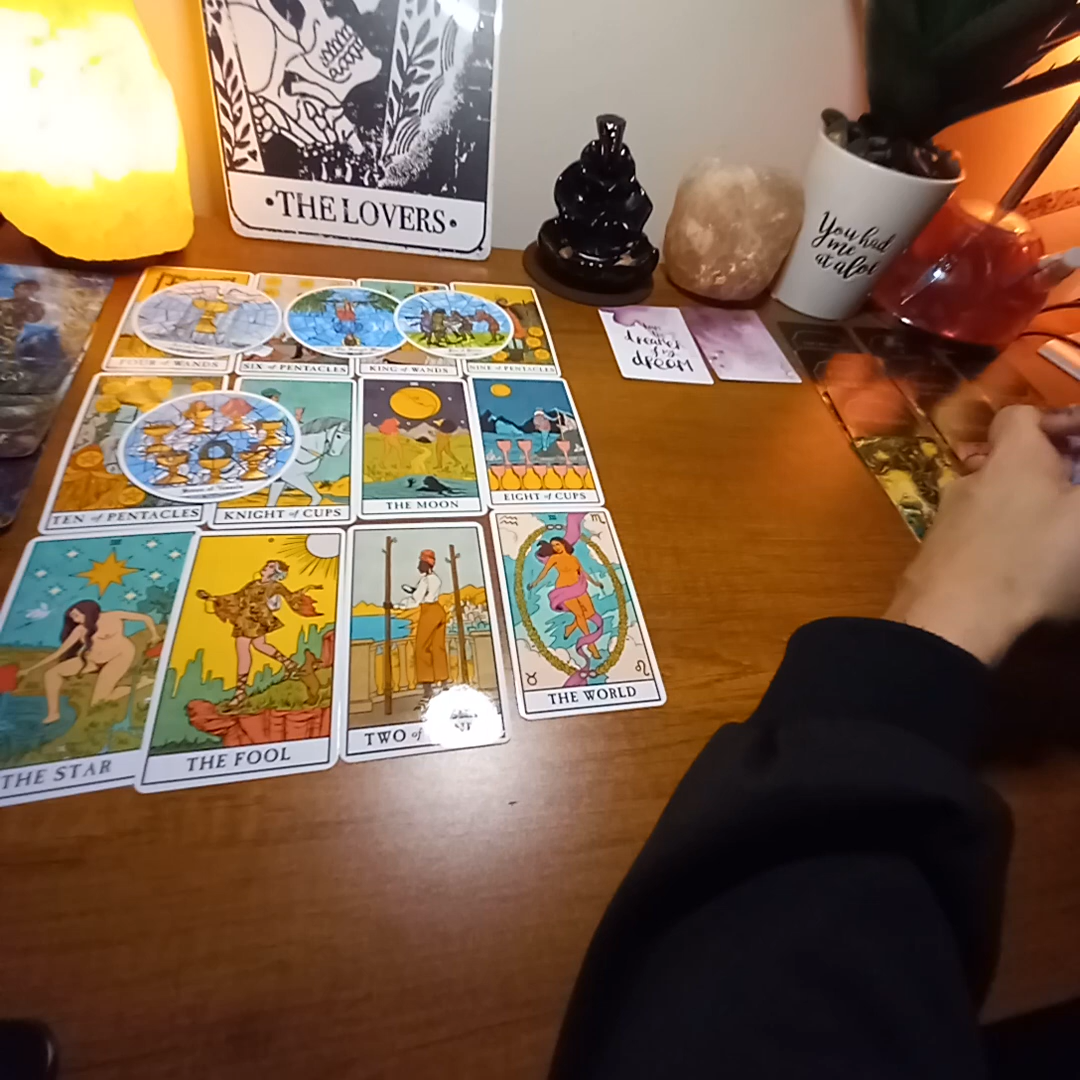 •THE LOVERS•
You had
me
at aloe
dreamer
dream
FOUR of WANDS
SIX of PENTACLES
KING of WANDS
NINE of PENTACLES
TEN of PENTACLES
KNIGHT of CUPS
THE MOON
EIGHT of CUPS
THE STAR
THE FOOL
TWO of
THE WORLD